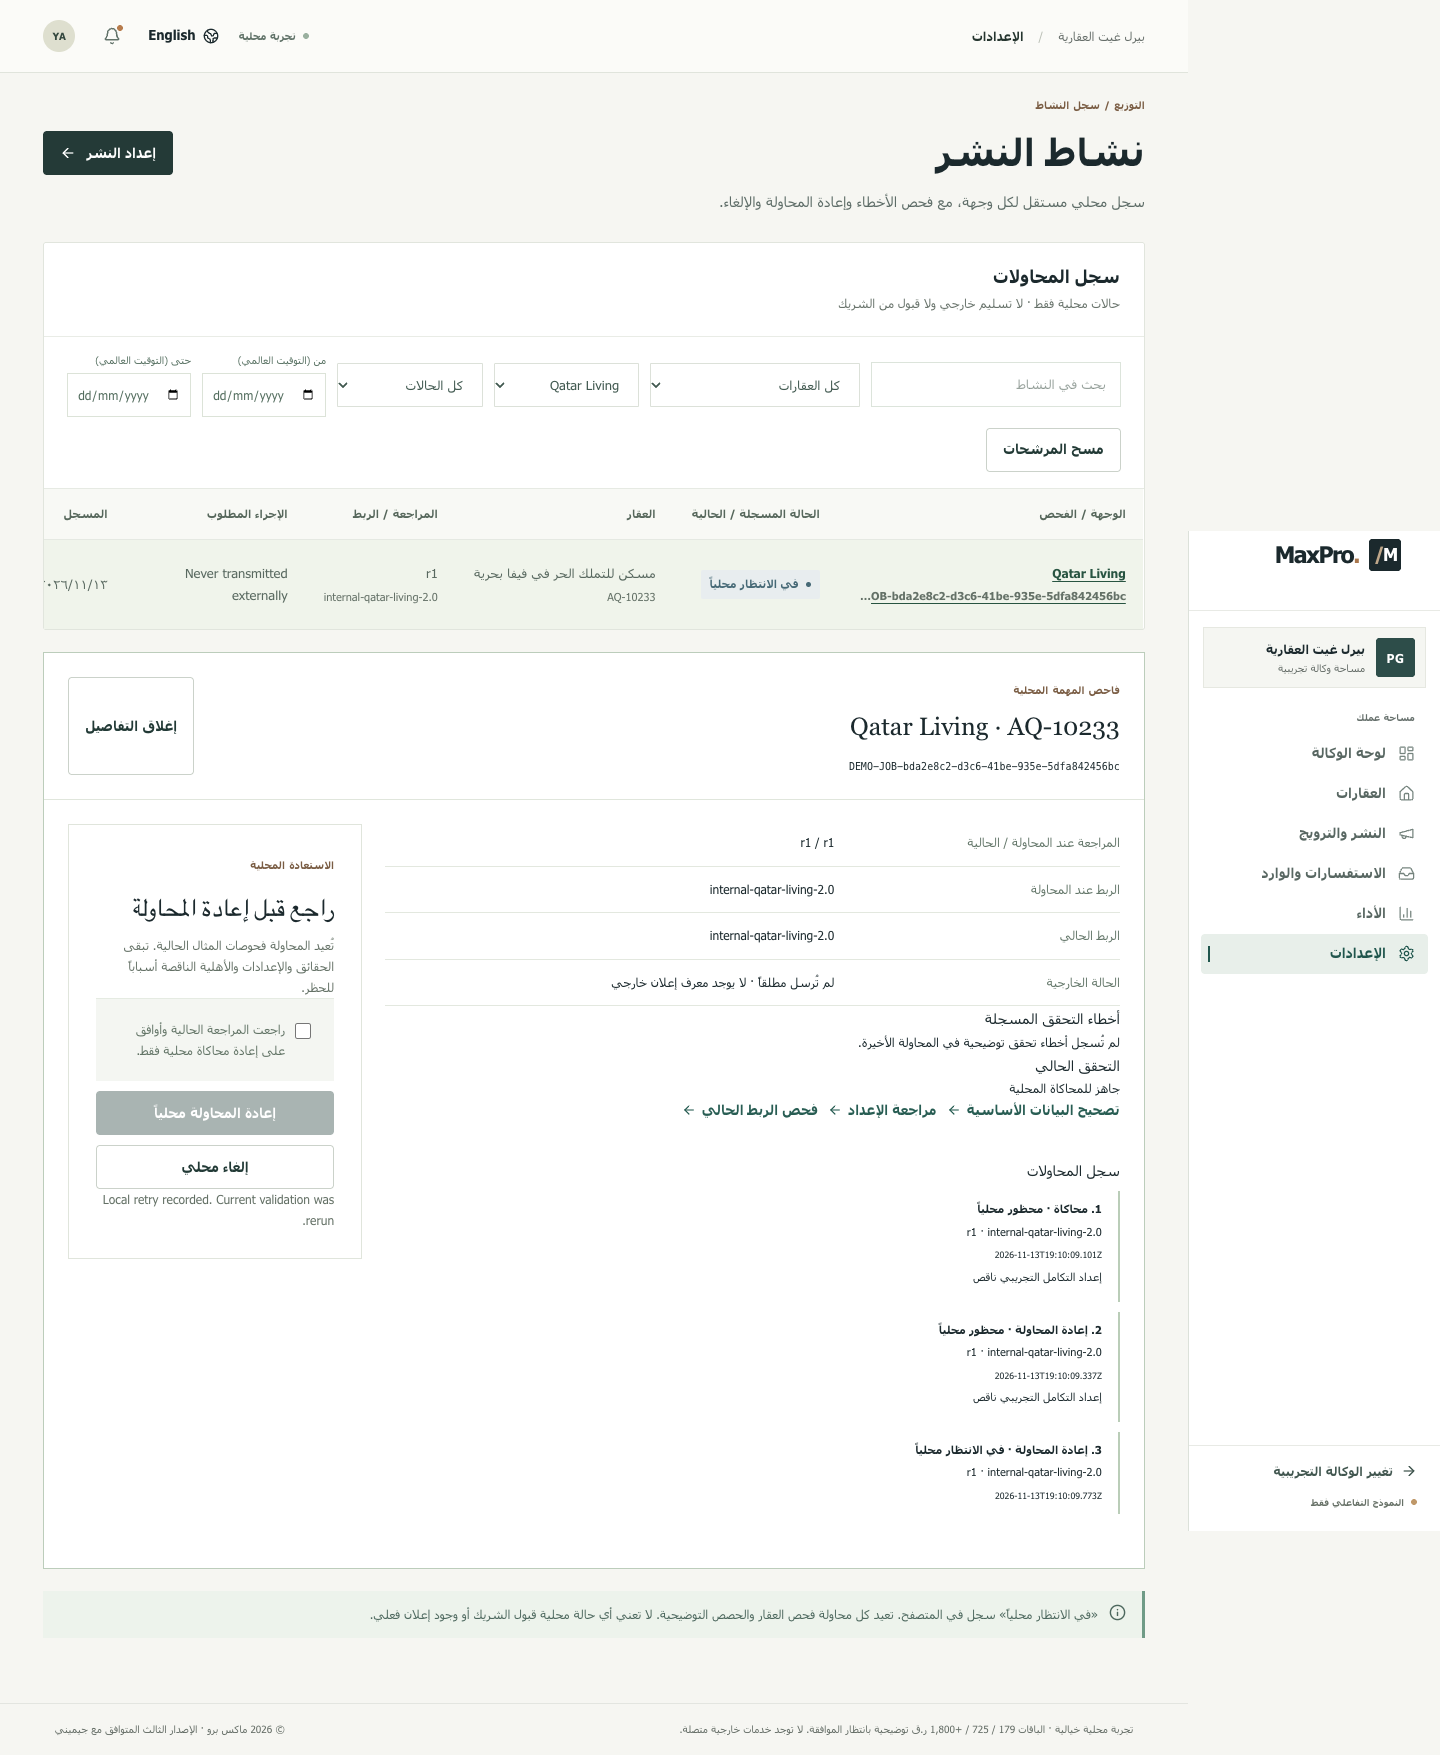 بيرل غيت العقارية / الإعدادات
تجربة محلية
English
YA
التوزيع / سجل النشاط
نشاط النشر
إعداد النشر
سجل محلي مستقل لكل وجهة، مع فحص الأخطاء وإعادة المحاولة والإلغاء.
سجل المحاولات
حالات محلية فقط · لا تسليم خارجي ولا قبول من الشريك
من (التوقيت العالمي)
حتى (التوقيت العالمي)
بحث في النشاط
كل العقارات
Qatar Living
كل الحالات
dd/mm/yyyy
dd/mm/yyyy
مسح المرشحات
الوجهة / الفحص
الحالة المسجلة / الحالية
العقار
المراجعة / الربط
الإجراء المطلوب
المسجل
Qatar Living
OB-bda2e8c2-d3c6-41be-935e-5dfa842456bc...
في الانتظار محلياً
مسكن للتملك الحر في فيفا بحرية
AQ-10233
r1
internal-qatar-living-2.0
Never transmitted
externally
٢٠٢٦/١١/١٣
فاحص المهمة المحلية
Qatar Living · AQ-10233
DEMO-JOB-bda2e8c2-d3c6-41be-935e-5dfa842456bc
إغلاق التفاصيل
المراجعة عند المحاولة / الحالية
r1 / r1
الربط عند المحاولة
internal-qatar-living-2.0
الربط الحالي
internal-qatar-living-2.0
الحالة الخارجية
لم تُرسل مطلقاً · لا يوجد معرف إعلان خارجي
أخطاء التحقق المسجلة
لم تُسجل أخطاء تحقق توضيحية في المحاولة الأخيرة.
التحقق الحالي
جاهز للمحاكاة المحلية
تصحيح البيانات الأساسية
مراجعة الإعداد
فحص الربط الحالي
سجل المحاولات
1. محاكاة · محظور محلياً
r1 · internal-qatar-living-2.0
2026-11-13T19:10:09.101Z
إعداد التكامل التجريبي ناقص
2. إعادة المحاولة · محظور محلياً
r1 · internal-qatar-living-2.0
2026-11-13T19:10:09.337Z
إعداد التكامل التجريبي ناقص
3. إعادة المحاولة · في الانتظار محلياً
r1 · internal-qatar-living-2.0
2026-11-13T19:10:09.773Z
الاستعادة المحلية
راجع قبل إعادة المحاولة
تُعيد المحاولة فحوصات المثال الحالية. تبقى
الحقائق والإعدادات والأهلية الناقصة أسباباً
للحظر.
راجعت المراجعة الحالية وأوافق
على إعادة محاكاة محلية فقط.
إعادة المحاولة محلياً
إلغاء محلي
Local retry recorded. Current validation was
rerun.
«في الانتظار محلياً» سجل في المتصفح. تعيد كل محاولة فحص العقار والحصص التوضيحية. لا تعني أي حالة محلية قبول الشريك أو وجود إعلان فعلي.
تجربة محلية خيالية · الباقات 179 / 725 / +1,800 ر.ق توضيحية بانتظار الموافقة. لا توجد خدمات خارجية متصلة.
© 2026 ماكس برو · الإصدار الثالث المتوافق مع جيميني
/M MaxPro.
PG
بيرل غيت العقارية
مساحة وكالة تجريبية
مساحة عملك
لوحة الوكالة
العقارات
النشر والترويج
الاستفسارات والوارد
الأداء
الإعدادات
تغيير الوكالة التجريبية
النموذج التفاعلي فقط